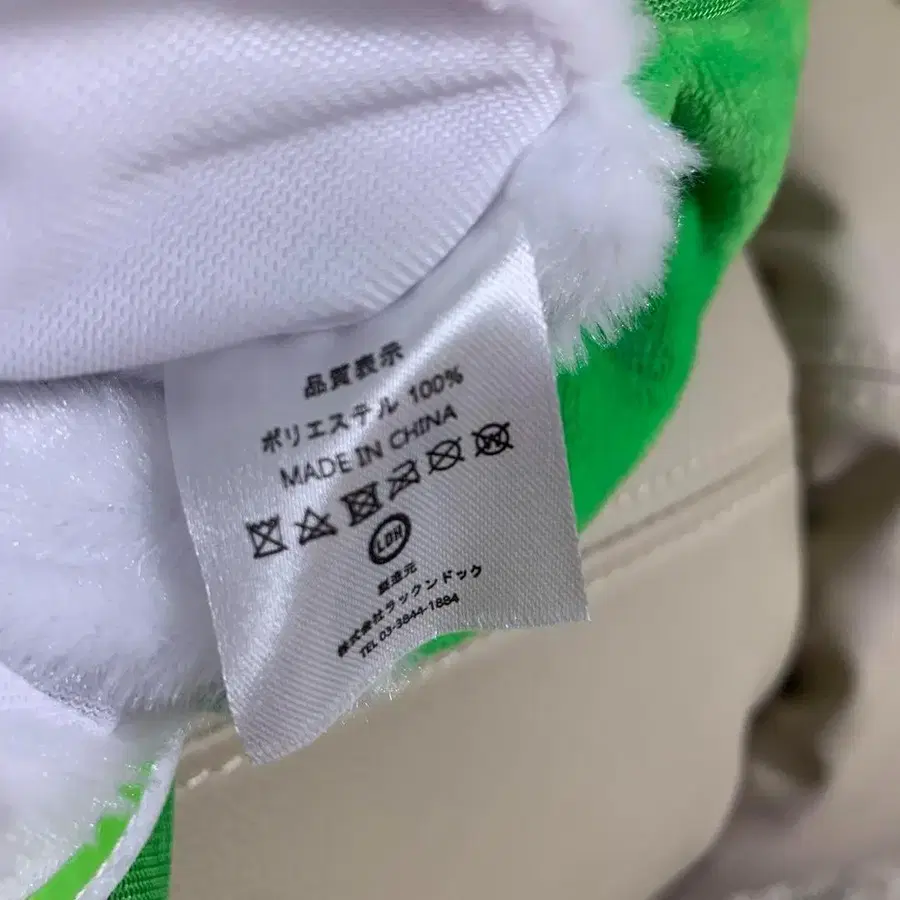 品質表示
ポリエステル 100%
MADE IN CHINA
LDH
製造元
株式会社ラックンドック
TEL 03-3844-1884